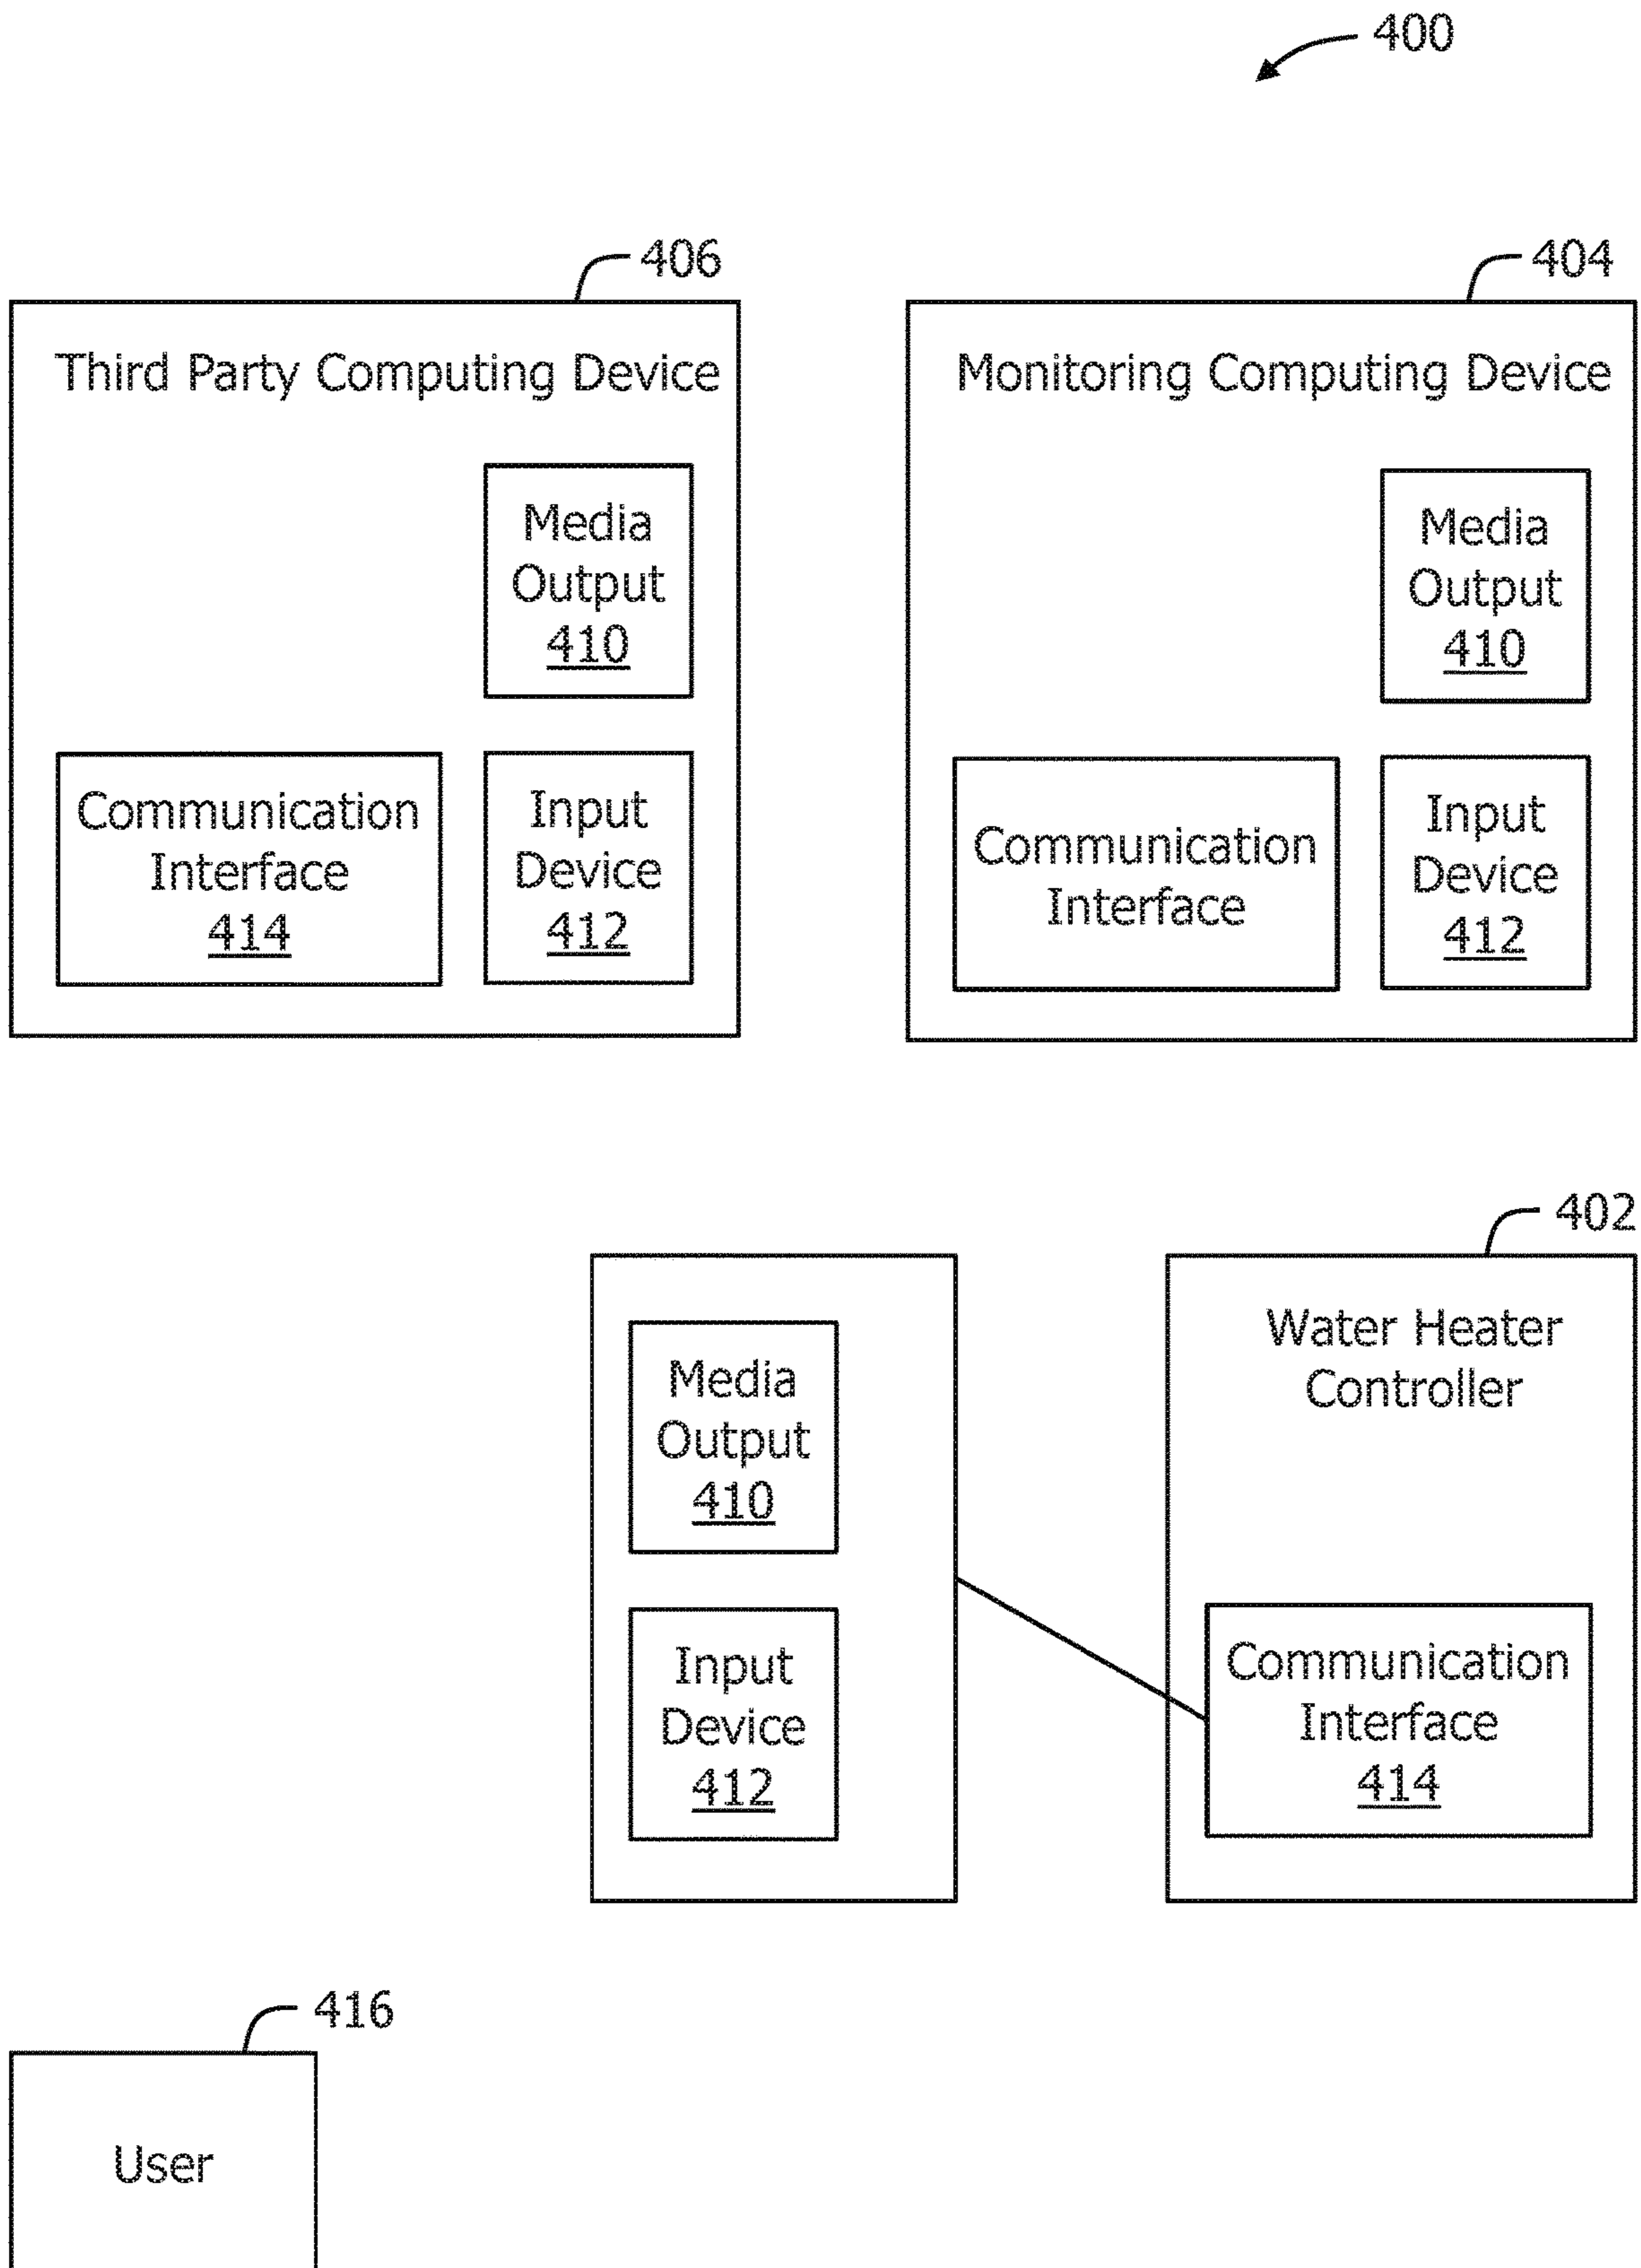 400
406
Third Party Computing Device
Media
Output
410
Communication
Interface
414
Input
Device
412
404
Monitoring Computing Device
Media
Output
410
Communication
Interface
Input
Device
412
Media
Output
410
Input
Device
412
402
Water Heater
Controller
Communication
Interface
414
416
User